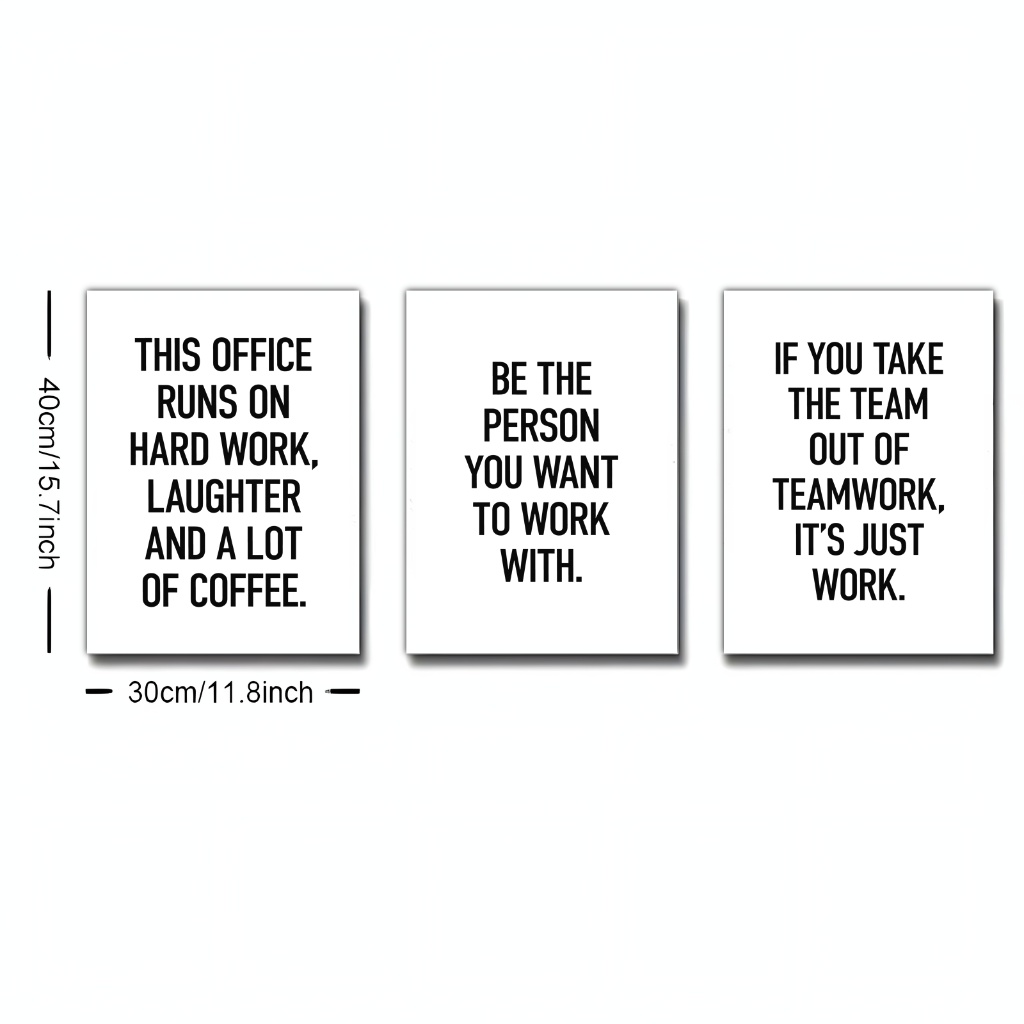 THIS OFFICE
RUNS ON
HARD WORK,
LAUGHTER
AND A LOT
OF COFFEE.
BE THE
PERSON
YOU WANT
TO WORK
WITH.
IF YOU TAKE
THE TEAM
OUT OF
TEAMWORK,
IT'S JUST
WORK.
40cm/15.7inch
30cm/11.8inch